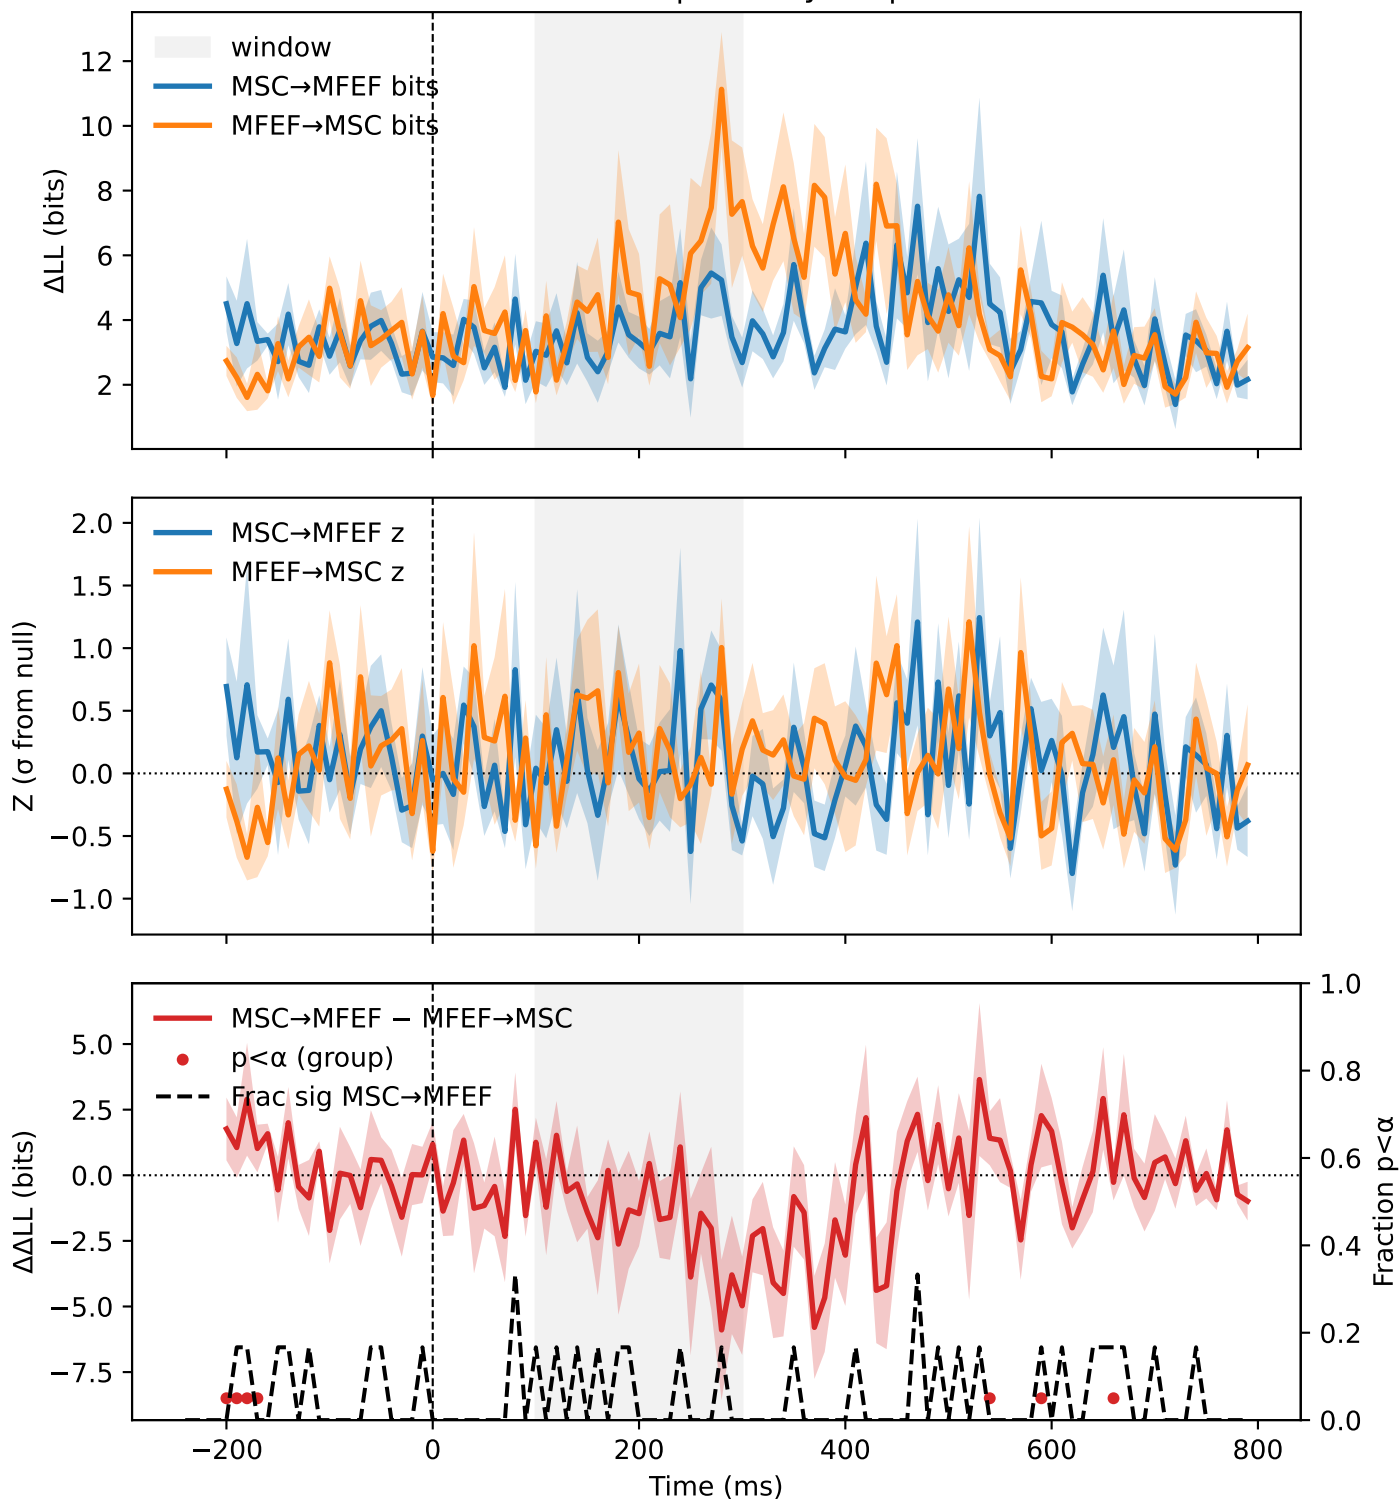 window
MSC→MFEF bits
MFEF→MSC bits
ΔLL (bits)
12
10
8
6
4
2
MSC→MFEF z
MFEF→MSC z
Z (σ from null)
2.0
1.5
1.0
0.5
0.0
−0.5
−1.0
MSC→MFEF − MFEF→MSC
p<α (group)
Frac sig MSC→MFEF
ΔΔLL (bits)
5.0
2.5
0.0
−2.5
−5.0
−7.5
1.0
0.8
0.6
0.4
0.2
0.0
Fraction p<α
−200
0
200
400
600
800
Time (ms)